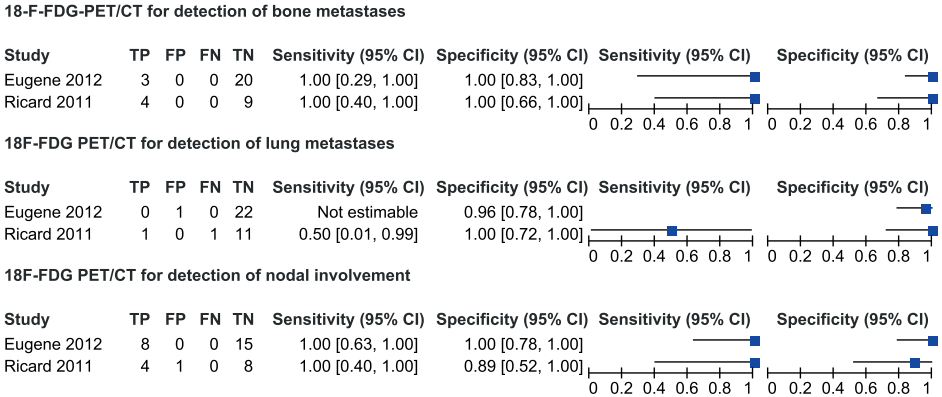 18-F-FDG-PET/CT for detection of bone metastases
Study TP FP FN TN Sensitivity (95% CI) Specificity (95% CI) Sensitivity (95% CI) Specificity (95% CI)
Eugene 2012 3 0 0 20 1.00 [0.29, 1.00] 1.00 [0.83, 1.00]
Ricard 2011 4 0 0 9 1.00 [0.40, 1.00] 1.00 [0.66, 1.00]
0 0.2 0.4 0.6 0.8 1 0 0.2 0.4 0.6 0.8 1
18F-FDG PET/CT for detection of lung metastases
Study TP FP FN TN Sensitivity (95% CI) Specificity (95% CI) Sensitivity (95% CI) Specificity (95% CI)
Eugene 2012 0 1 0 22 Not estimable 0.96 [0.78, 1.00]
Ricard 2011 1 0 1 11 0.50 [0.01, 0.99] 1.00 [0.72, 1.00]
0 0.2 0.4 0.6 0.8 1 0 0.2 0.4 0.6 0.8 1
18F-FDG PET/CT for detection of nodal involvement
Study TP FP FN TN Sensitivity (95% CI) Specificity (95% CI) Sensitivity (95% CI) Specificity (95% CI)
Eugene 2012 8 0 0 15 1.00 [0.63, 1.00] 1.00 [0.78, 1.00]
Ricard 2011 4 1 0 8 1.00 [0.40, 1.00] 0.89 [0.52, 1.00]
0 0.2 0.4 0.6 0.8 1 0 0.2 0.4 0.6 0.8 1